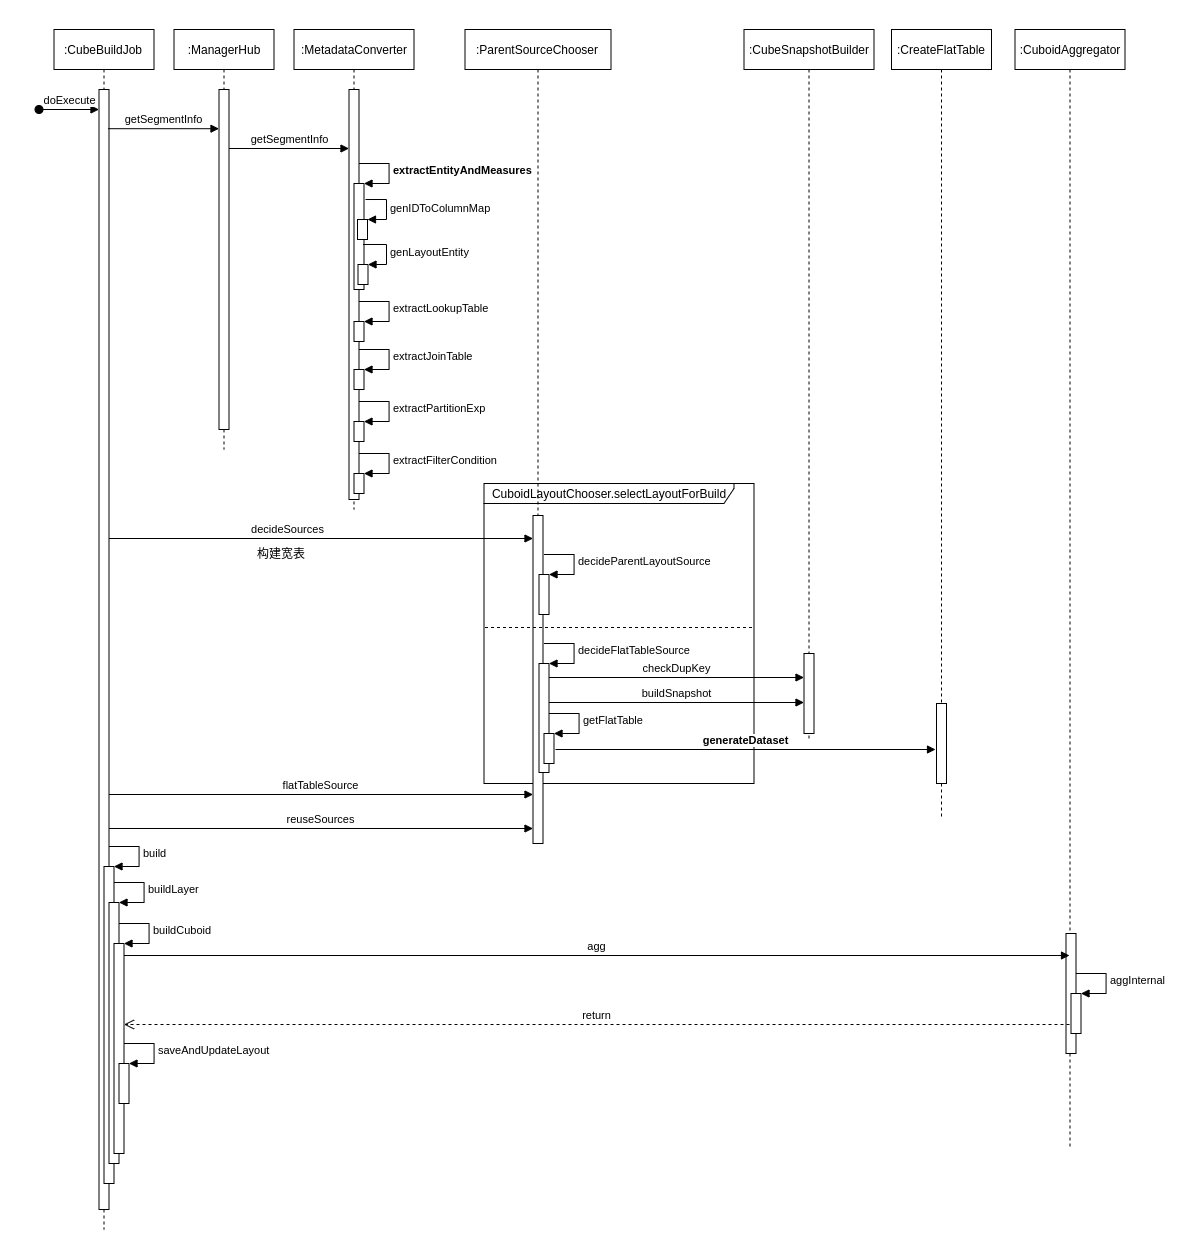 :CubeBuildJob
:ManagerHub
:MetadataConverter
:ParentSourceChooser
:CubeSnapshotBuilder
:CreateFlatTable
:CuboidAggregator
doExecute
getSegmentInfo
getSegmentInfo
extractEntityAndMeasures
genIDToColumnMap
genLayoutEntity
extractLookupTable
extractJoinTable
extractPartitionExp
extractFilterCondition
CuboidLayoutChooser.selectLayoutForBuild
decideSources
构建宽表
decideParentLayoutSource
decideFlatTableSource
checkDupKey
buildSnapshot
getFlatTable
generateDataset
flatTableSource
reuseSources
build
buildLayer
buildCuboid
agg
aggInternal
return
saveAndUpdateLayout